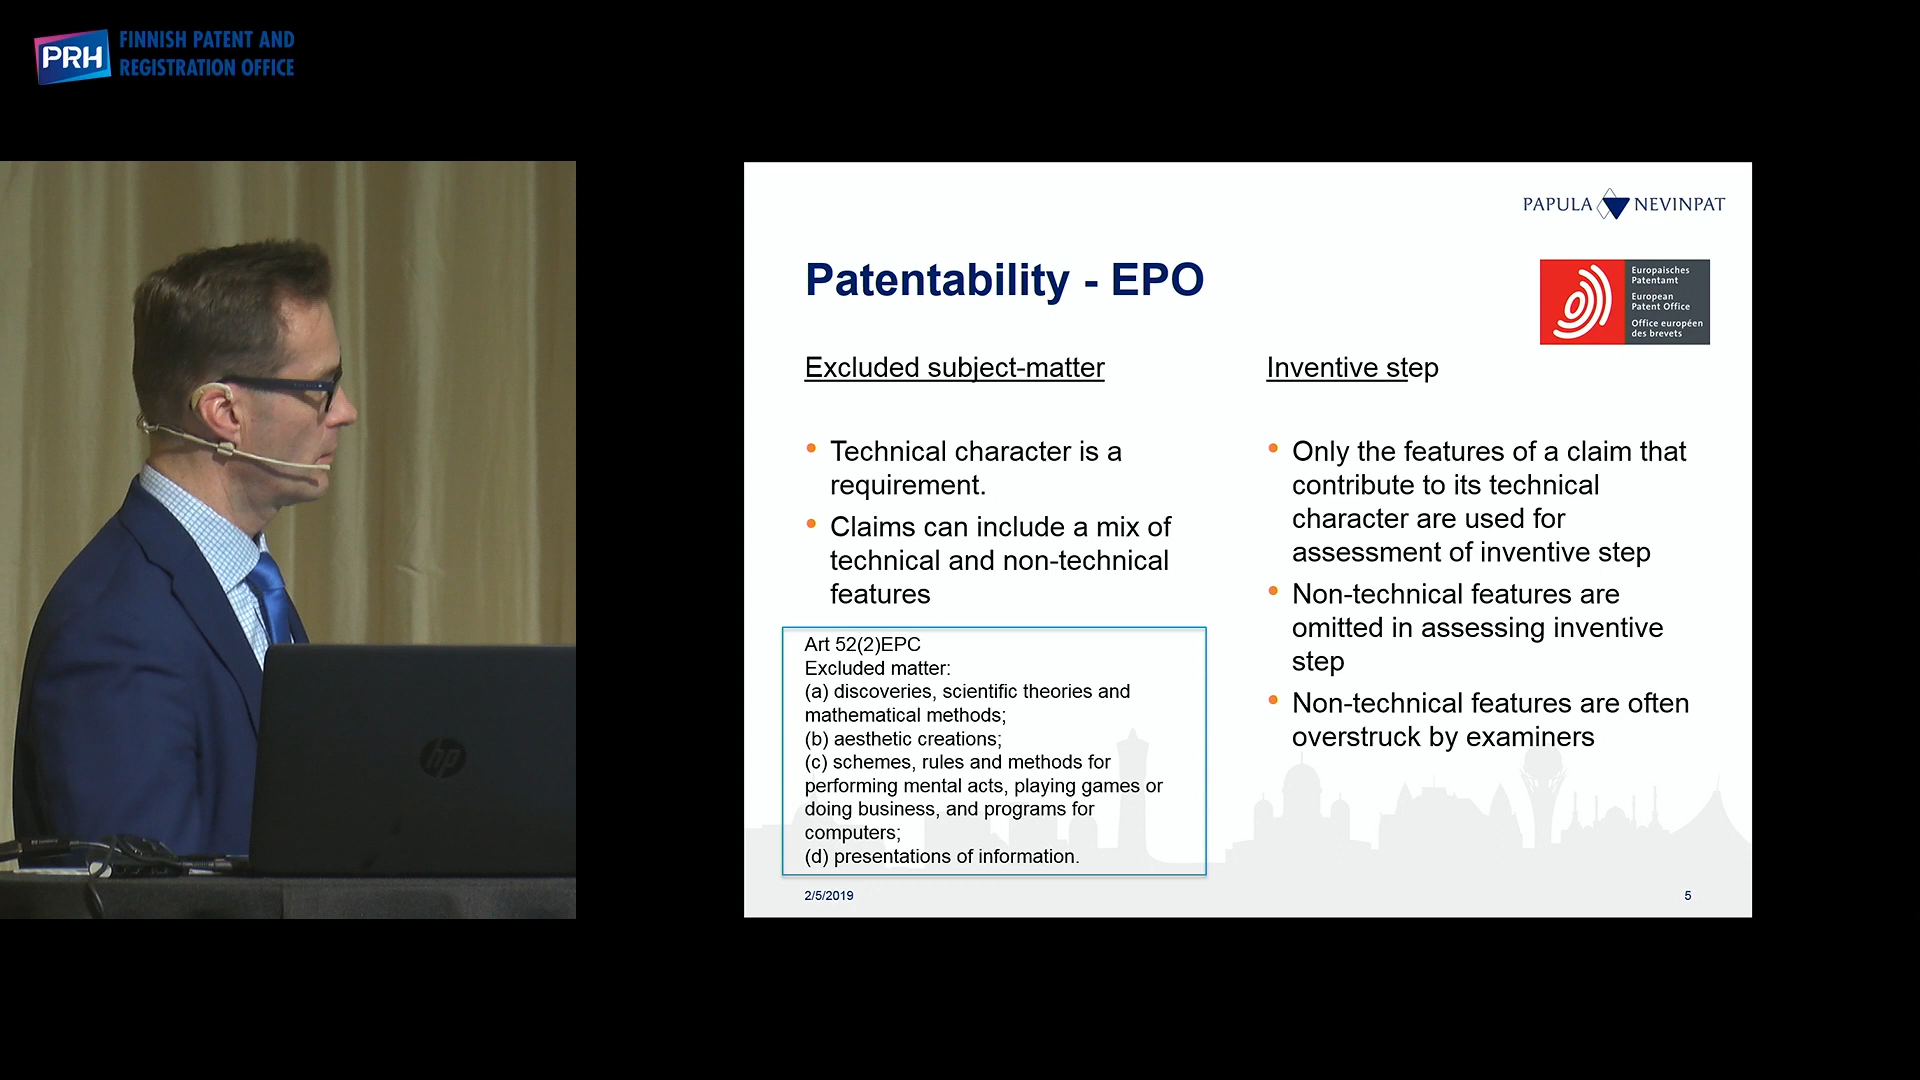 PRH
FINNISH PATENT AND
REGISTRATION OFFICE
PAPULA NEVINPAT
Patentability - EPO
Europäisches
Patentamt
European
Patent Office
Office européen
des brevets
Excluded subject-matter
• Technical character is a
requirement.
• Claims can include a mix of
technical and non-technical
features
Art 52(2)EPC
Excluded matter:
(a) discoveries, scientific theories and
mathematical methods;
(b) aesthetic creations;
(c) schemes, rules and methods for
performing mental acts, playing games or
doing business, and programs for
computers;
(d) presentations of information.
Inventive step
• Only the features of a claim that
contribute to its technical
character are used for
assessment of inventive step
• Non-technical features are
omitted in assessing inventive
step
• Non-technical features are often
overstruck by examiners
2/5/2019
5
hp